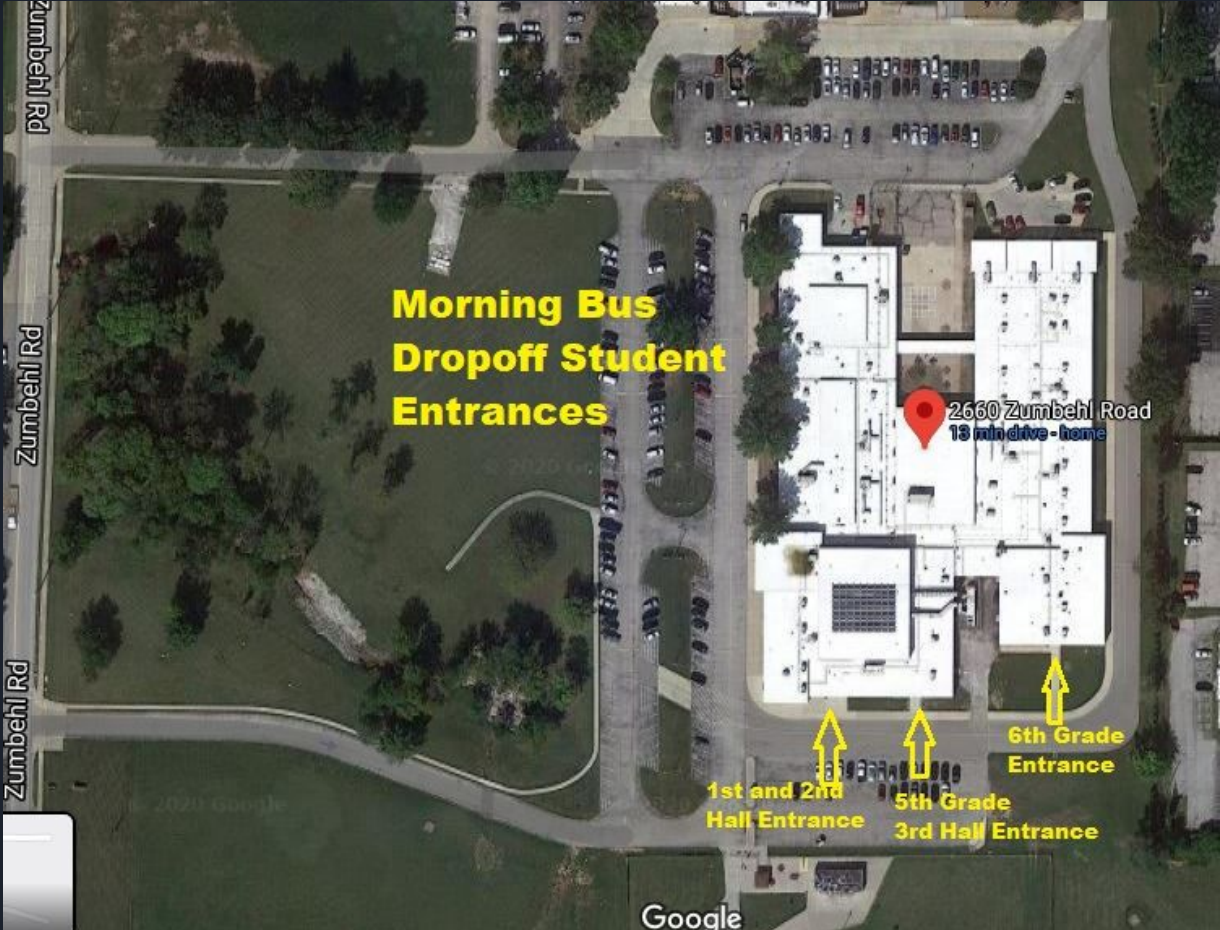 Zumbehl Rd
Morning Bus
Dropoff Student
Entrances
Zumbehl Rd
2660 Zumbehl Road
13 min drive - home
© 2020 Google
Zumbehl Rd
6th Grade
Entrance
1st and 2nd
Hall Entrance
5th Grade
3rd Hall Entrance
© 2020 Google
Google